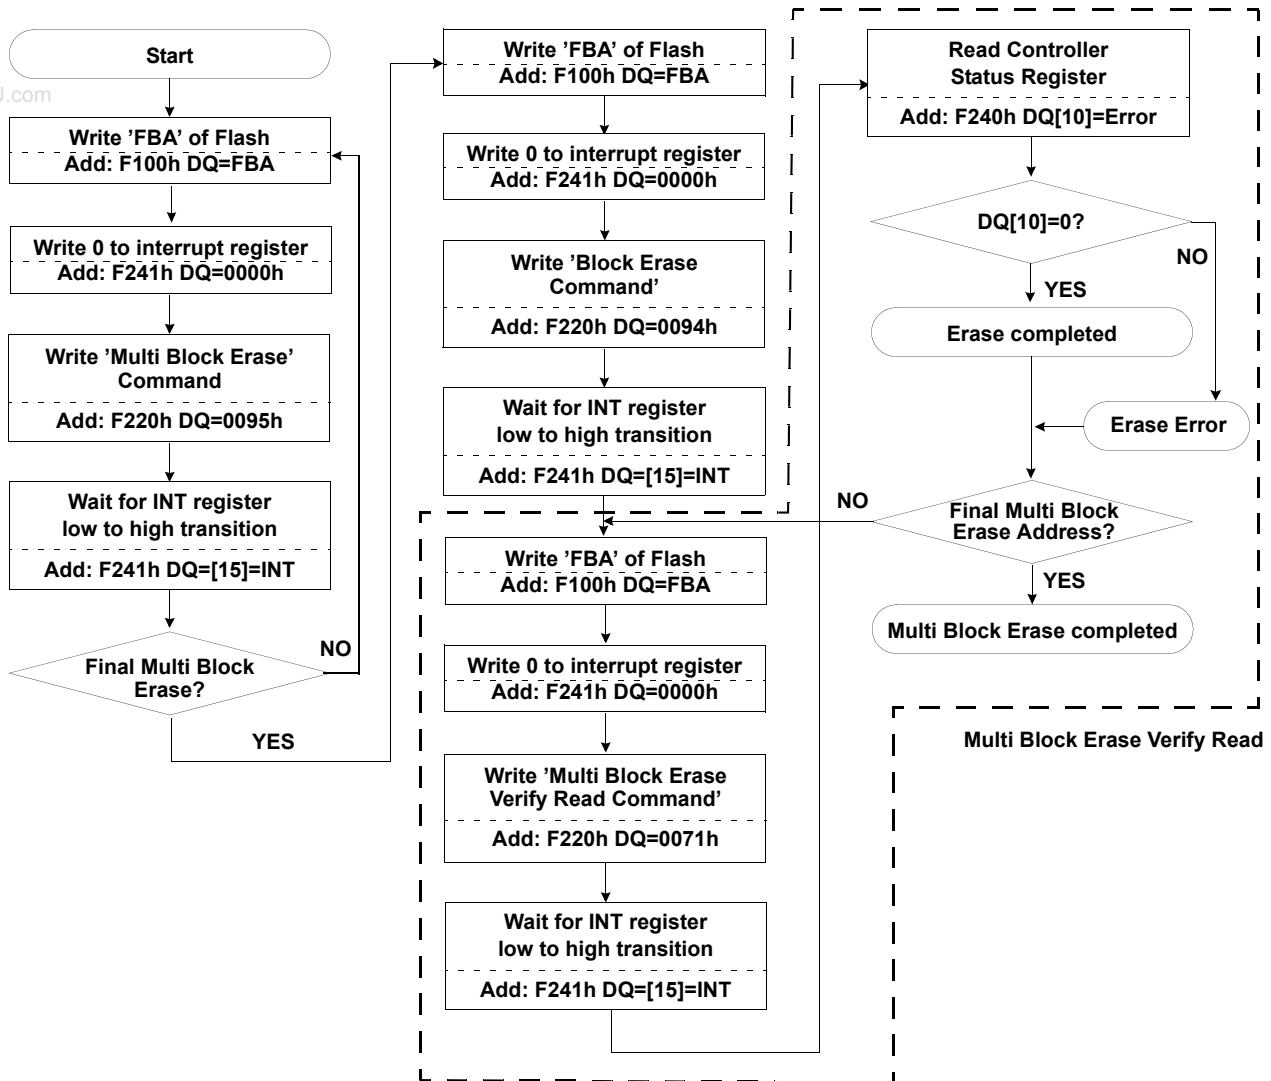 Start
J.com
Write ’FBA’ of Flash
Add: F100h DQ=FBA
Write 0 to interrupt register
Add: F241h DQ=0000h
Write ’Multi Block Erase’
Command
Add: F220h DQ=0095h
Wait for INT register
low to high transition
Add: F241h DQ=[15]=INT
Final Multi Block
Erase?
NO
YES
Write ’FBA’ of Flash
Add: F100h DQ=FBA
Write 0 to interrupt register
Add: F241h DQ=0000h
Write ’Block Erase
Command’
Add: F220h DQ=0094h
Wait for INT register
low to high transition
Add: F241h DQ=[15]=INT
Write ’FBA’ of Flash
Add: F100h DQ=FBA
Write 0 to interrupt register
Add: F241h DQ=0000h
Write ’Multi Block Erase
Verify Read Command’
Add: F220h DQ=0071h
Wait for INT register
low to high transition
Add: F241h DQ=[15]=INT
Read Controller
Status Register
Add: F240h DQ[10]=Error
DQ[10]=0?
NO
YES
Erase completed
Erase Error
NO
Final Multi Block
Erase Address?
YES
Multi Block Erase completed
Multi Block Erase Verify Read